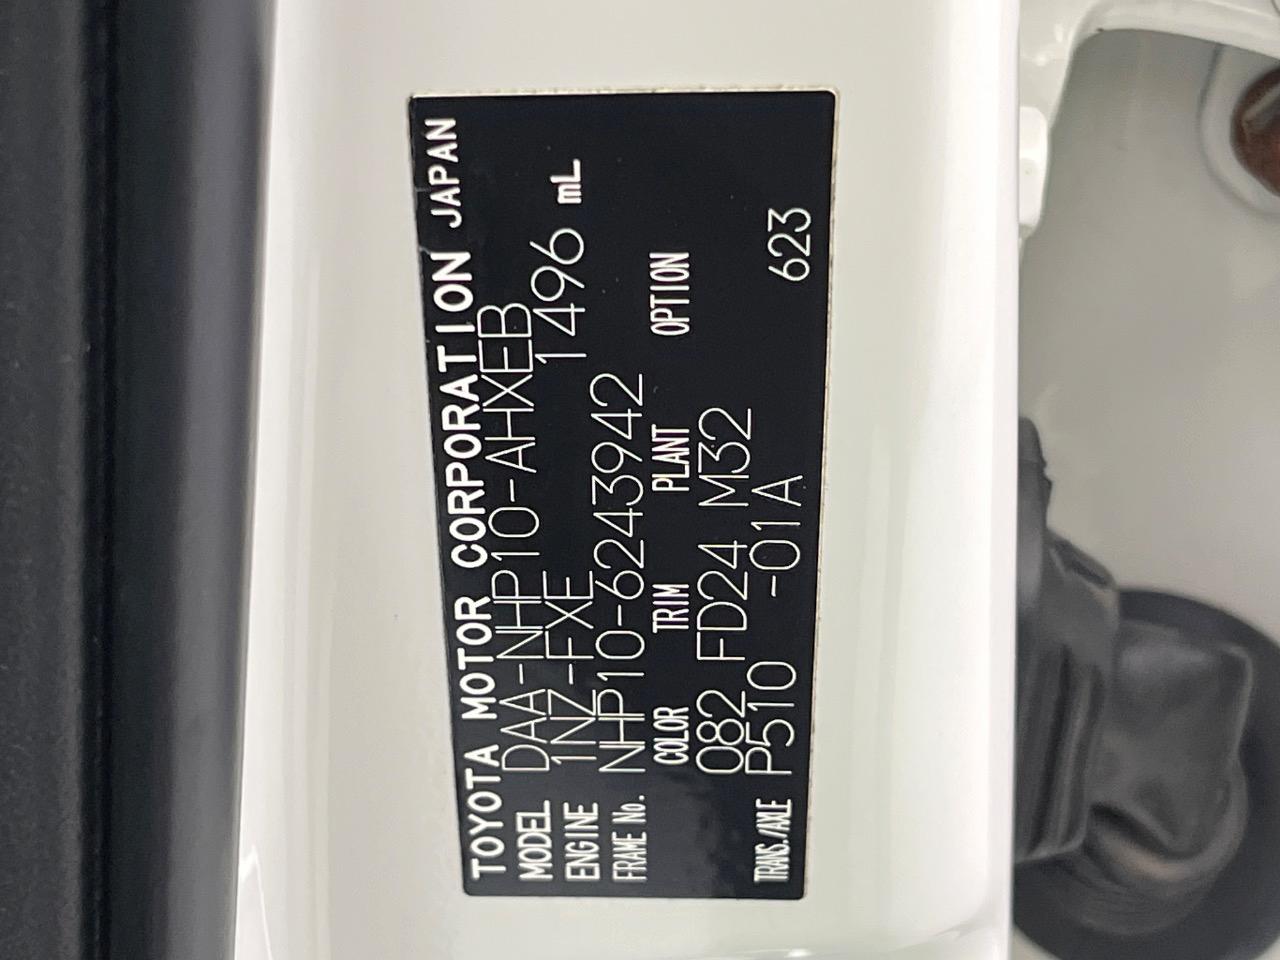 TOYOTA MOTOR CORPORATION JAPAN
MODEL DAA-NHP10-AHXEB
ENGINE 1NZ-FXE 1496 mL
FRAME No. NHP10-6243942
COLOR TRIM PLANT OPTION
082 FD24 M32
TRANS./AXLE P510 -01A 623